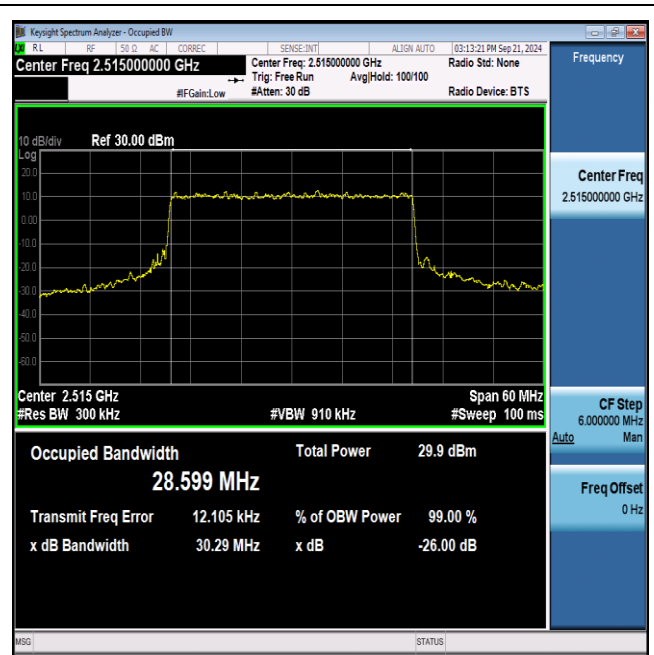 Keysight Spectrum Analyzer - Occupied BW
LXI RL RF 50 Ω AC CORREC SENSE:INT ALIGN AUTO 03:13:21 PM Sep 21, 2024
Center Freq 2.515000000 GHz
Center Freq: 2.515000000 GHz
Radio Std: None
Trig: Free Run Avg|Hold: 100/100
#IFGain:Low
#Atten: 30 dB
Radio Device: BTS
10 dB/div Ref 30.00 dBm
Log
20.0
10.0
0.00
-10.0
-20.0
-30.0
-40.0
-50.0
-60.0
Center 2.515 GHz
Span 60 MHz
#Res BW 300 kHz
#VBW 910 kHz
#Sweep 100 ms
Occupied Bandwidth
28.599 MHz
Total Power 29.9 dBm
Transmit Freq Error 12.105 kHz
% of OBW Power 99.00 %
x dB Bandwidth 30.29 MHz
x dB -26.00 dB
MSG
STATUS
Frequency
Center Freq
2.515000000 GHz
CF Step
6.000000 MHz
Auto Man
Freq Offset
0 Hz